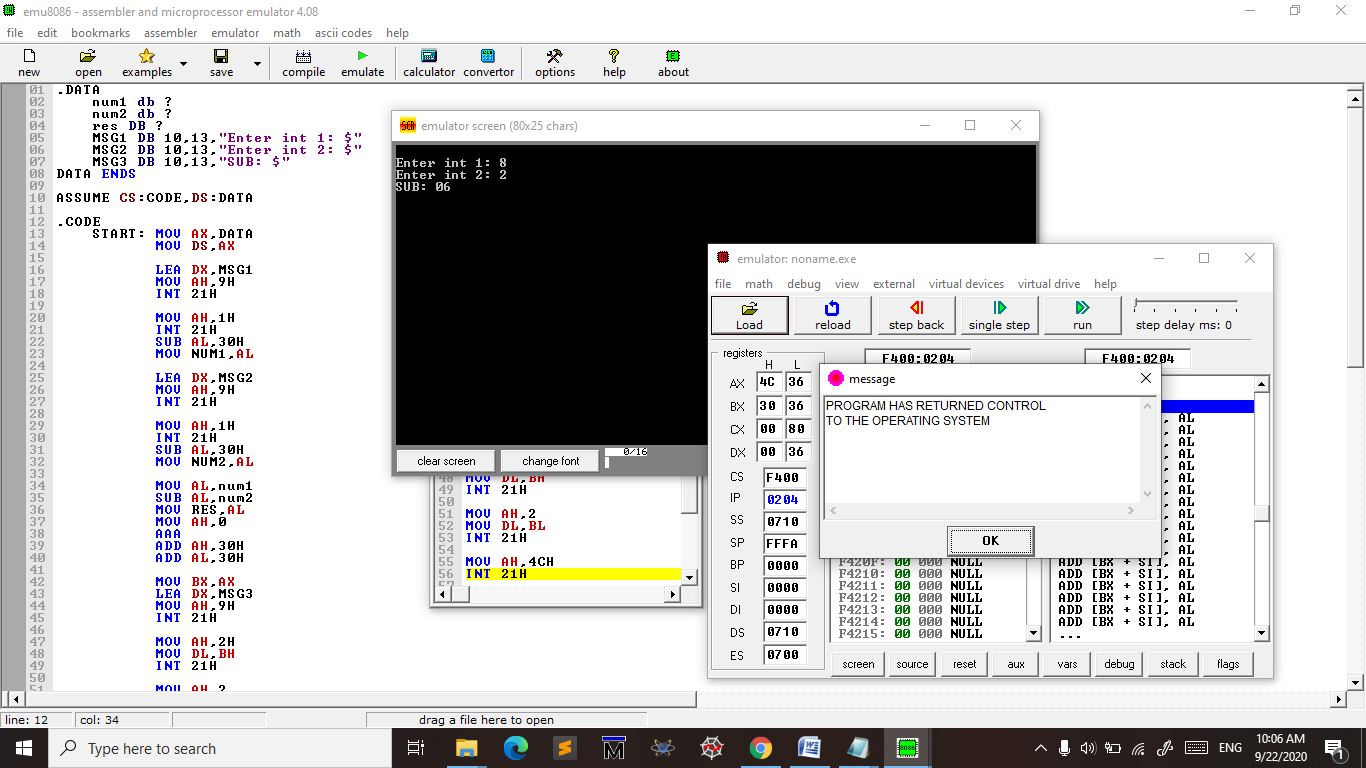 emu8086 - assembler and microprocessor emulator 4.08
file edit bookmarks assembler emulator math ascii codes help
new open examples save compile emulate calculator convertor options help about
01 .DATA
02 num1 db ?
03 num2 db ?
04 res DB ?
05 MSG1 DB 10,13,"Enter int 1: $"
06 MSG2 DB 10,13,"Enter int 2: $"
07 MSG3 DB 10,13,"SUB: $"
08 DATA ENDS
09
10 ASSUME CS:CODE,DS:DATA
11
12 .CODE
13 START: MOV AX,DATA
14 MOV DS,AX
15
16 LEA DX,MSG1
17 MOV AH,9H
18 INT 21H
19
20 MOV AH,1H
21 INT 21H
22 SUB AL,30H
23 MOV NUM1,AL
24
25 LEA DX,MSG2
26 MOV AH,9H
27 INT 21H
28
29 MOV AH,1H
30 INT 21H
31 SUB AL,30H
32 MOV NUM2,AL
33
34 MOV AL,num1
35 SUB AL,num2
36 MOV RES,AL
37 MOV AH,0
38 AAA
39 ADD AH,30H
40 ADD AL,30H
41
42 MOV BX,AX
43 LEA DX,MSG3
44 MOV AH,9H
45 INT 21H
46
47 MOV AH,2H
48 MOV DL,BH
49 INT 21H
50
51 MOV AH,2
emulator screen (80x25 chars)
Enter int 1: 8
Enter int 2: 2
SUB: 06
clear screen change font 0/16
48 MOV DL,BH
49 INT 21H
50
51 MOV AH,2
52 MOV DL,BL
53 INT 21H
54
55 MOV AH,4CH
56 INT 21H
57
emulator: noname.exe
file math debug view external virtual devices virtual drive help
Load reload step back single step run step delay ms: 0
registers
H L
F400:0204 F400:0204
AX 4C 36
BX 30 36
CX 00 80
DX 00 36
CS F400
IP 0204
SS 0710
SP FFFA
BP 0000
SI 0000
DI 0000
DS 0710
ES 0700
message
PROGRAM HAS RETURNED CONTROL
TO THE OPERATING SYSTEM
OK
, AL
, AL
, AL
, AL
, AL
, AL
, AL
, AL
, AL
, AL
, AL
, AL
F420F: 00 000 NULL ADD [BX + SI], AL
F4210: 00 000 NULL ADD [BX + SI], AL
F4211: 00 000 NULL ADD [BX + SI], AL
F4212: 00 000 NULL ADD [BX + SI], AL
F4213: 00 000 NULL ADD [BX + SI], AL
F4214: 00 000 NULL ADD [BX + SI], AL
F4215: 00 000 NULL ...
screen source reset aux vars debug stack flags
line: 12 col: 34 drag a file here to open
Type here to search
ENG 10:06 AM
9/22/2020 1